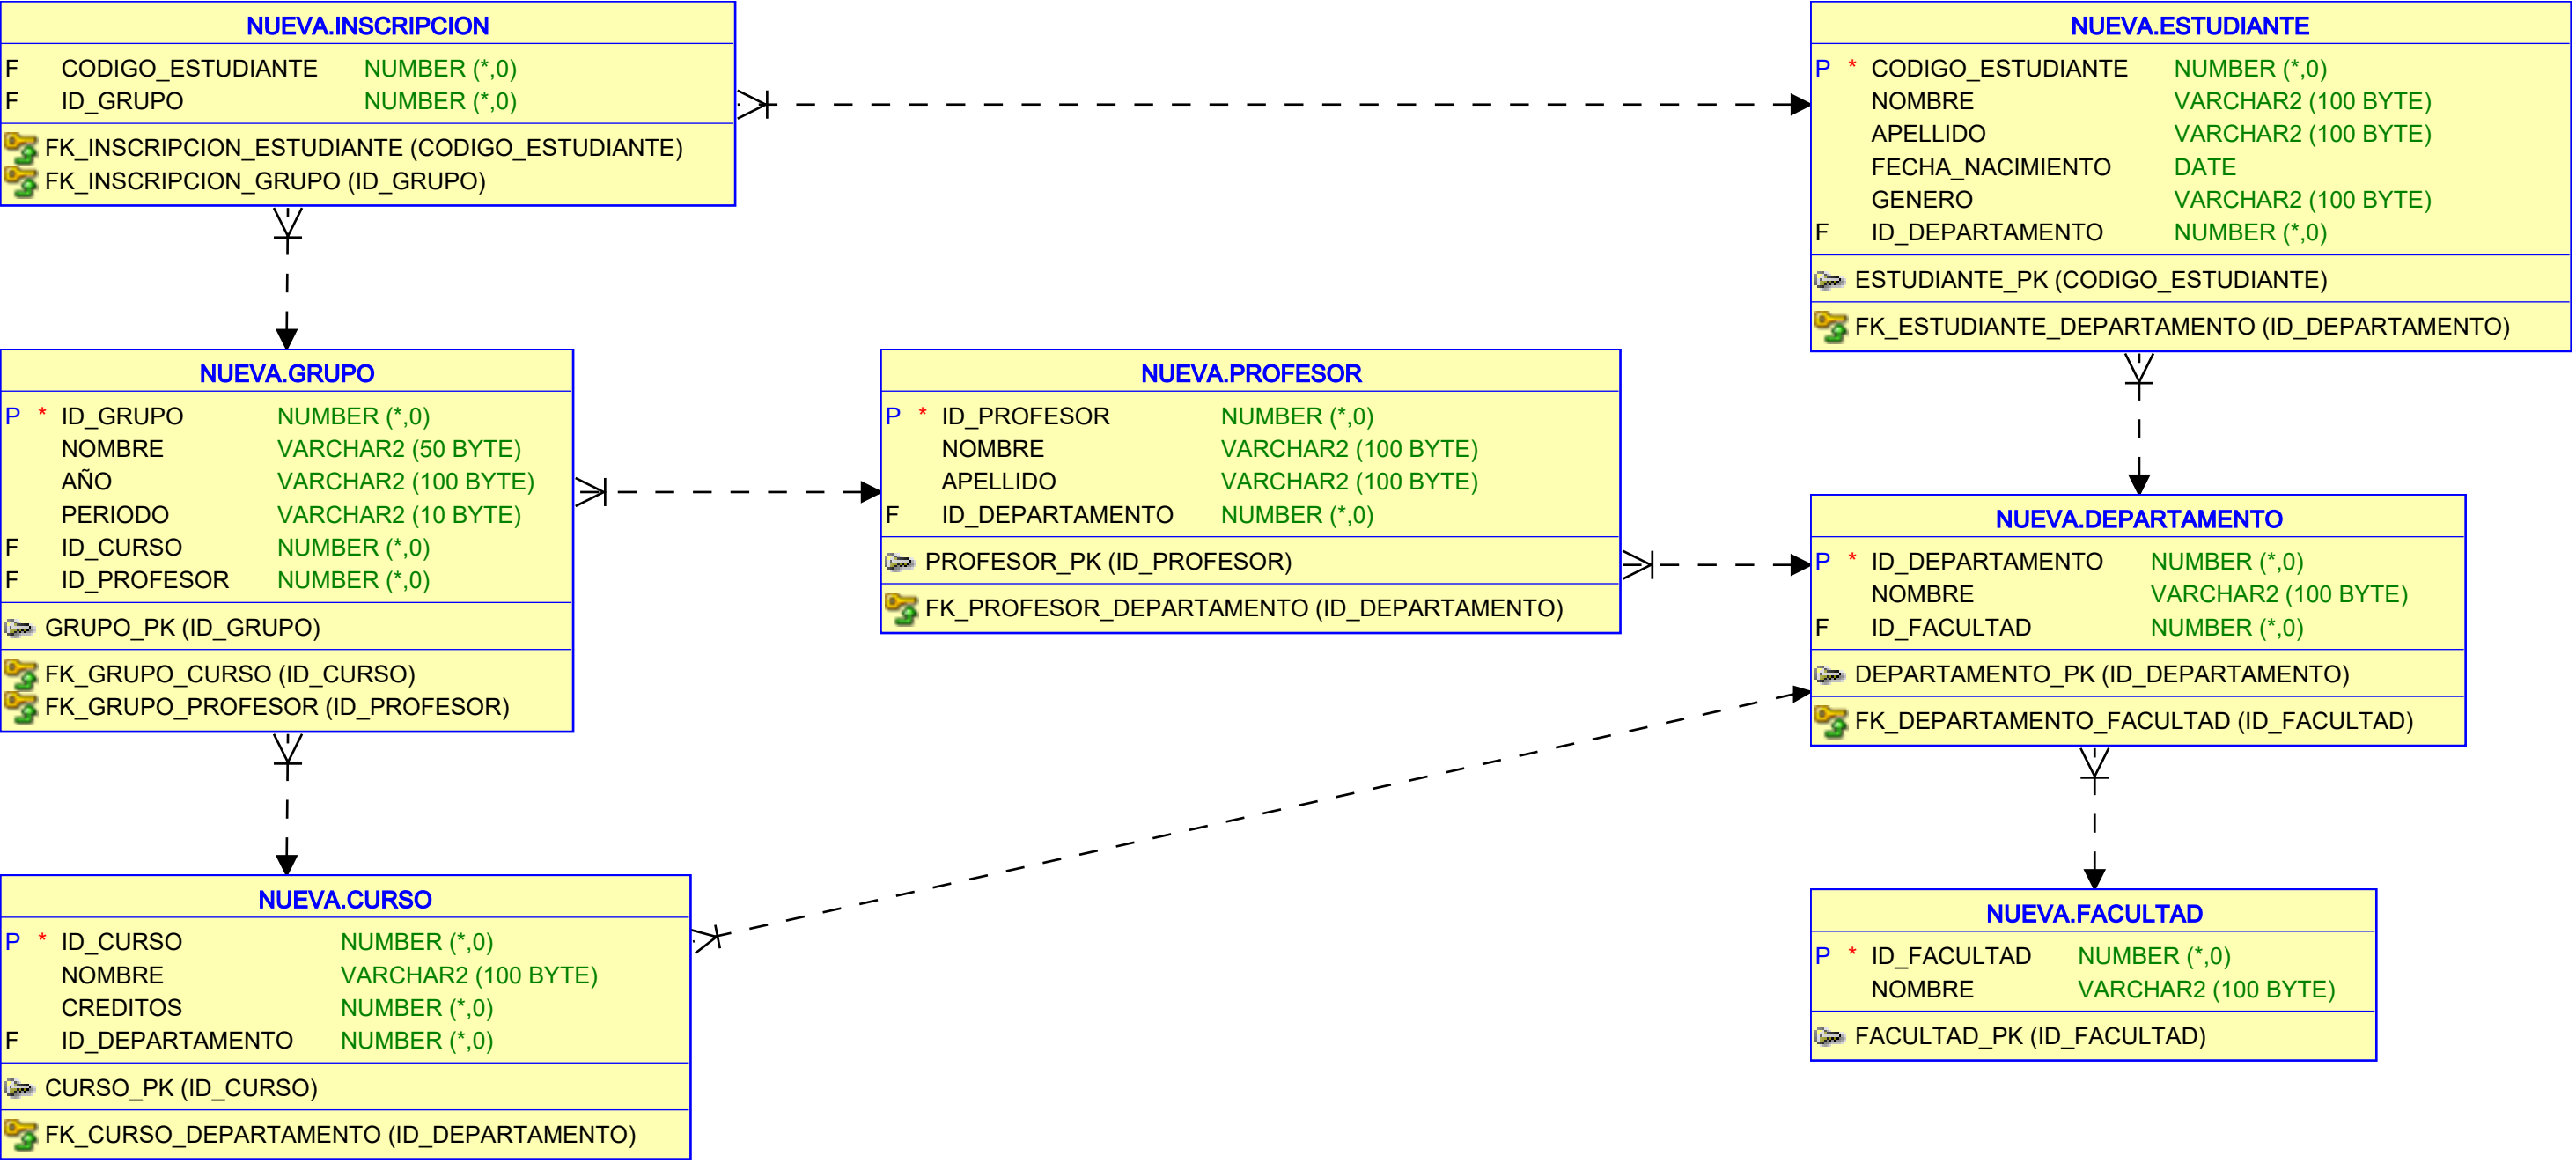 NUEVA.INSCRIPCION
F CODIGO_ESTUDIANTE NUMBER (*,0)
F ID_GRUPO NUMBER (*,0)
FK_INSCRIPCION_ESTUDIANTE (CODIGO_ESTUDIANTE)
FK_INSCRIPCION_GRUPO (ID_GRUPO)
NUEVA.ESTUDIANTE
P * CODIGO_ESTUDIANTE NUMBER (*,0)
NOMBRE VARCHAR2 (100 BYTE)
APELLIDO VARCHAR2 (100 BYTE)
FECHA_NACIMIENTO DATE
GENERO VARCHAR2 (100 BYTE)
F ID_DEPARTAMENTO NUMBER (*,0)
ESTUDIANTE_PK (CODIGO_ESTUDIANTE)
FK_ESTUDIANTE_DEPARTAMENTO (ID_DEPARTAMENTO)
NUEVA.GRUPO
P * ID_GRUPO NUMBER (*,0)
NOMBRE VARCHAR2 (50 BYTE)
AÑO VARCHAR2 (100 BYTE)
PERIODO VARCHAR2 (10 BYTE)
F ID_CURSO NUMBER (*,0)
F ID_PROFESOR NUMBER (*,0)
GRUPO_PK (ID_GRUPO)
FK_GRUPO_CURSO (ID_CURSO)
FK_GRUPO_PROFESOR (ID_PROFESOR)
NUEVA.PROFESOR
P * ID_PROFESOR NUMBER (*,0)
NOMBRE VARCHAR2 (100 BYTE)
APELLIDO VARCHAR2 (100 BYTE)
F ID_DEPARTAMENTO NUMBER (*,0)
PROFESOR_PK (ID_PROFESOR)
FK_PROFESOR_DEPARTAMENTO (ID_DEPARTAMENTO)
NUEVA.DEPARTAMENTO
P * ID_DEPARTAMENTO NUMBER (*,0)
NOMBRE VARCHAR2 (100 BYTE)
F ID_FACULTAD NUMBER (*,0)
DEPARTAMENTO_PK (ID_DEPARTAMENTO)
FK_DEPARTAMENTO_FACULTAD (ID_FACULTAD)
NUEVA.CURSO
P * ID_CURSO NUMBER (*,0)
NOMBRE VARCHAR2 (100 BYTE)
CREDITOS NUMBER (*,0)
F ID_DEPARTAMENTO NUMBER (*,0)
CURSO_PK (ID_CURSO)
FK_CURSO_DEPARTAMENTO (ID_DEPARTAMENTO)
NUEVA.FACULTAD
P * ID_FACULTAD NUMBER (*,0)
NOMBRE VARCHAR2 (100 BYTE)
FACULTAD_PK (ID_FACULTAD)